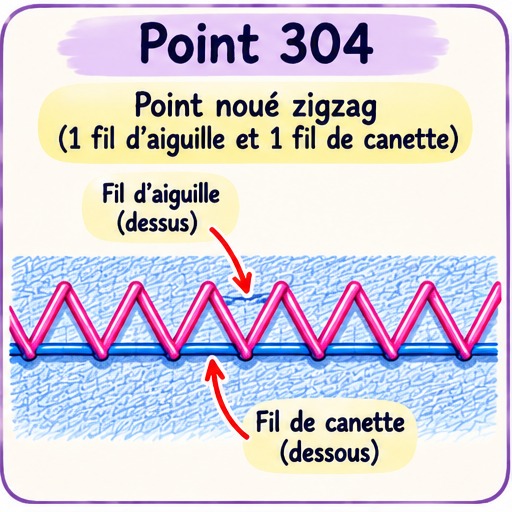 Point 304
Point noué zigzag
(1 fil d'aiguille et 1 fil de canette)
Fil d'aiguille
(dessus)
Fil de canette
(dessous)